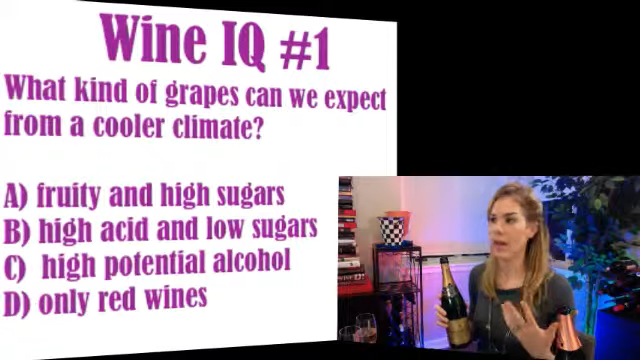 Wine IQ #1
What kind of grapes can we expect
from a cooler climate?
A) fruity and high sugars
B) high acid and low sugars
C) high potential alcohol
D) only red wines